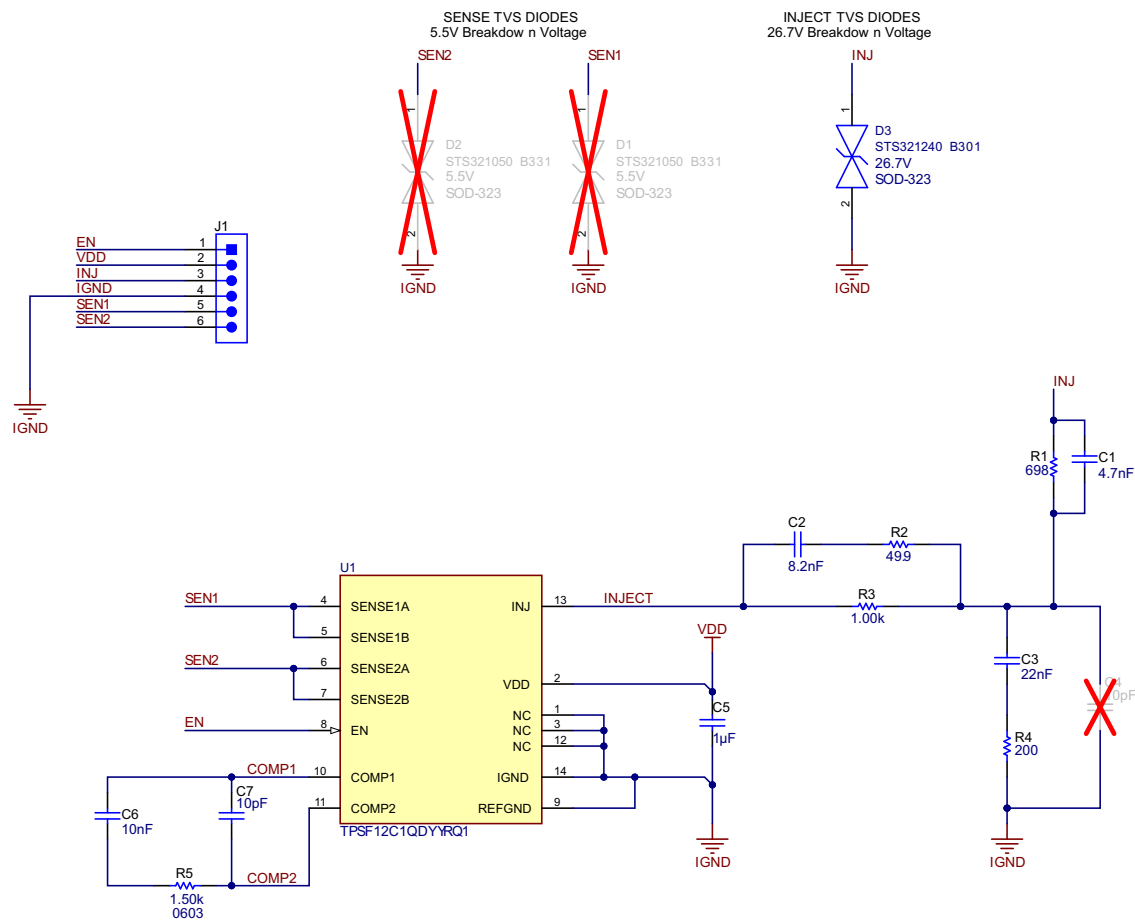 SENSE TVS DIODES
5.5V Breakdow n Voltage
INJECT TVS DIODES
26.7V Breakdow n Voltage
SEN2
SEN1
INJ
1
D2
STS321050 B331
5.5V
SOD-323
2
IGND
1
D1
STS321050 B331
5.5V
SOD-323
2
IGND
1
D3
STS321240 B301
26.7V
SOD-323
2
IGND
J1
EN 1
VDD 2
INJ 3
IGND 4
SEN1 5
SEN2 6
IGND
INJ
R1
698
C1
4.7nF
C2
8.2nF
R2
49.9
R3
1.00k
U1
SEN1 4 SENSE1A
5 SENSE1B
SEN2 6 SENSE2A
7 SENSE2B
EN 8 EN
COMP1 10 COMP1
11 COMP2
COMP2
INJ 13 INJECT
VDD 2
NC 1
NC 3
NC 12
IGND 14
REFGND 9
TPSF12C1QDYYRQ1
VDD
C5
1µF
IGND
C3
22nF
R4
200
IGND
C6
10nF
C7
10pF
R5
1.50k
0603